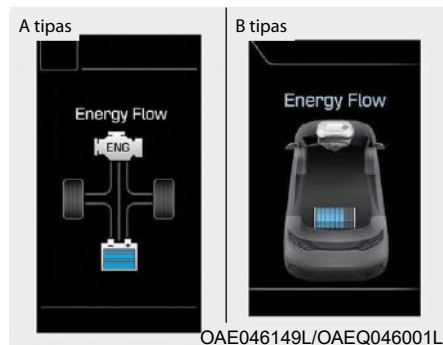 A tipas
B tipas
Energy Flow
ENG
Energy Flow
OAE046149L/OAEQ046001L